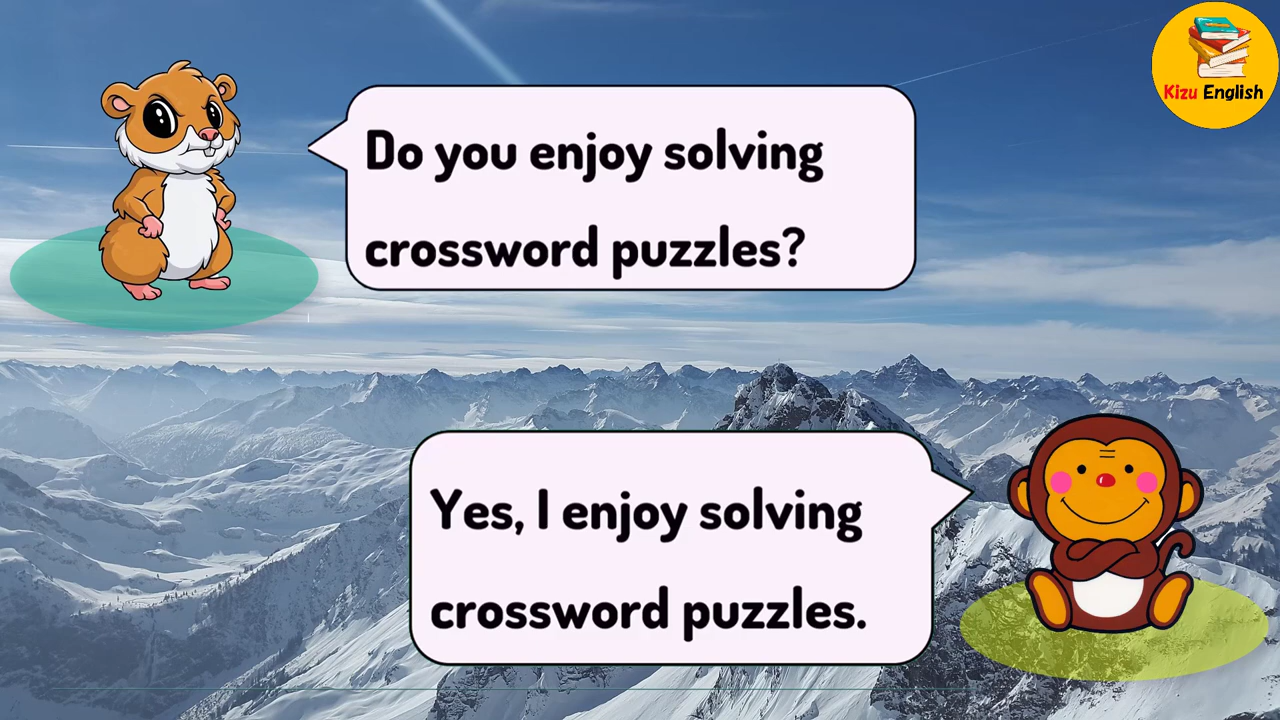 Kizu English
Do you enjoy solving
crossword puzzles?
Yes, I enjoy solving
crossword puzzles.